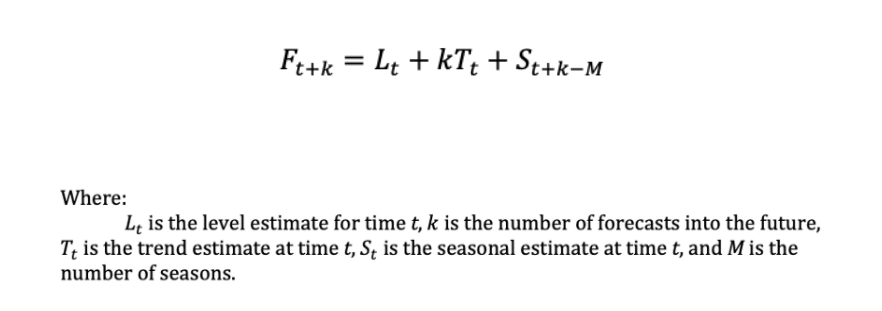 F_{t+k} = L_t + kT_t + S_{t+k−M}
Where:
L_t is the level estimate for time t, k is the number of forecasts into the future,
T_t is the trend estimate at time t, S_t is the seasonal estimate at time t, and M is the
number of seasons.